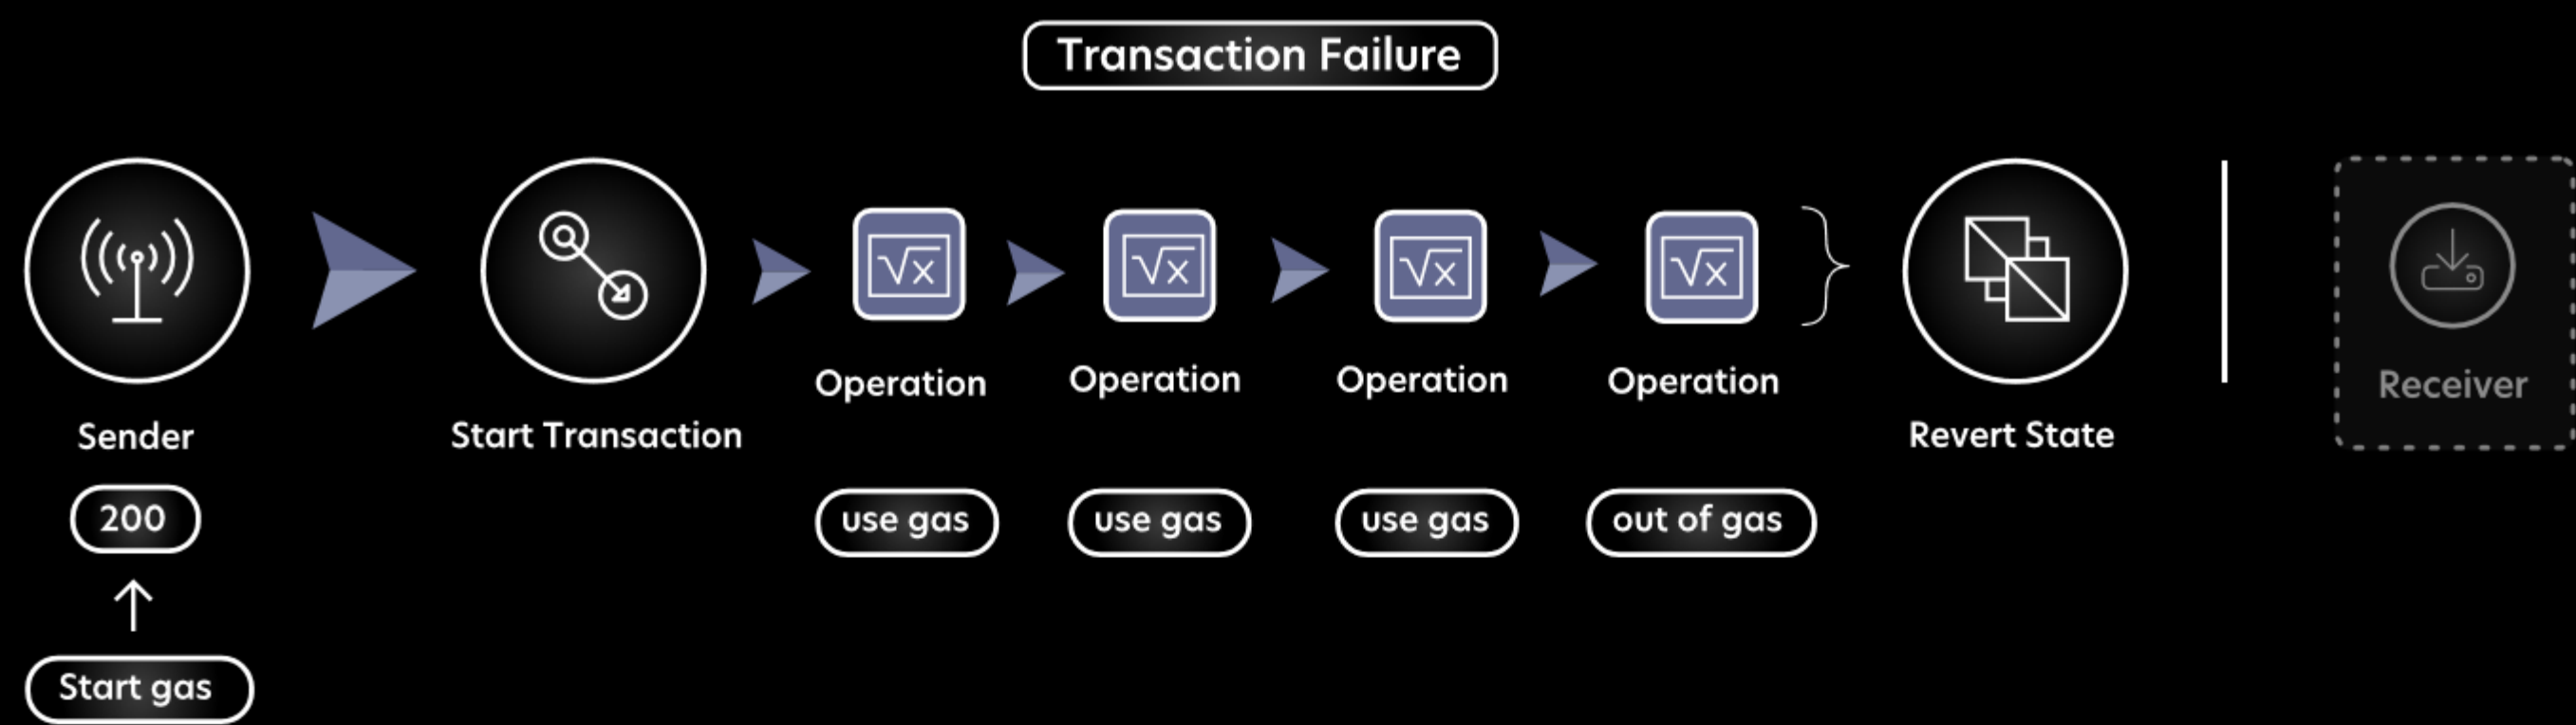 Transaction Failure
Sender
Start Transaction
Operation
Operation
Operation
Operation
Revert State
Receiver
200
use gas
use gas
use gas
out of gas
Start gas
√x
√x
√x
√x